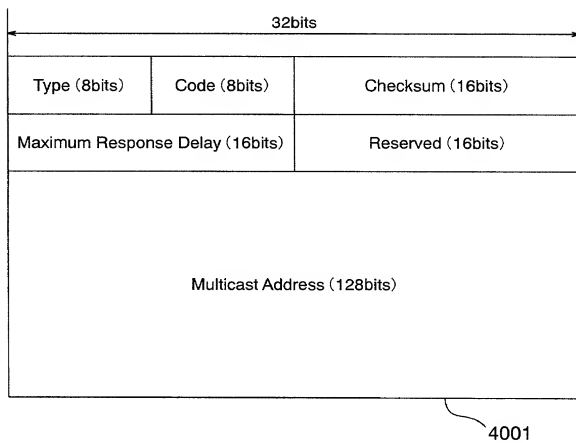 32bits
Type (8bits) Code (8bits) Checksum (16bits)
Maximum Response Delay (16bits) Reserved (16bits)
Multicast Address (128bits)
4001